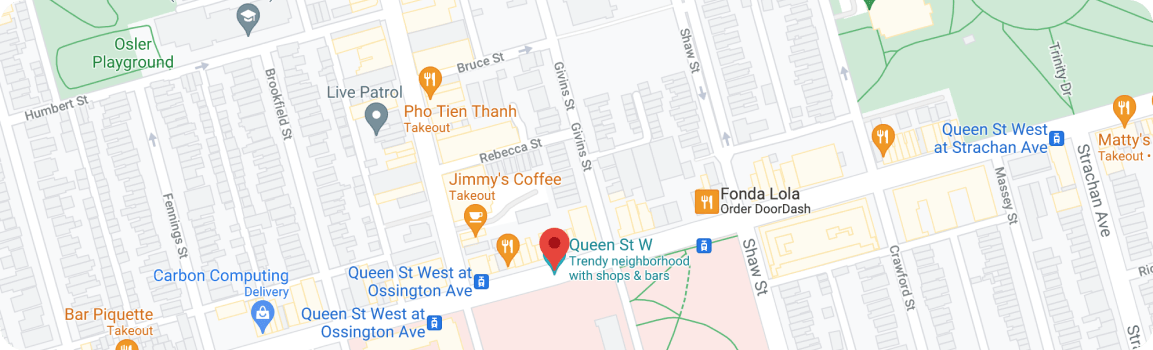 Osler
Playground
Humbert St
Brookfield St
Bruce St
Givins St
Shaw St
Trinity Dr
Live Patrol
Pho Tien Thanh
Takeout
Givins St
Rebecca St
Queen St West
at Strachan Ave
Matty's
Takeout •
Jimmy's Coffee
Takeout
Fonda Lola
Order DoorDash
Fennings St
Massey St
Strachan Ave
Queen St W
Trendy neighborhood
with shops & bars
Shaw St
Crawford St
Carbon Computing
Delivery
Queen St West at
Ossington Ave
Bar Piquette
Takeout
Queen St West at
Ossington Ave